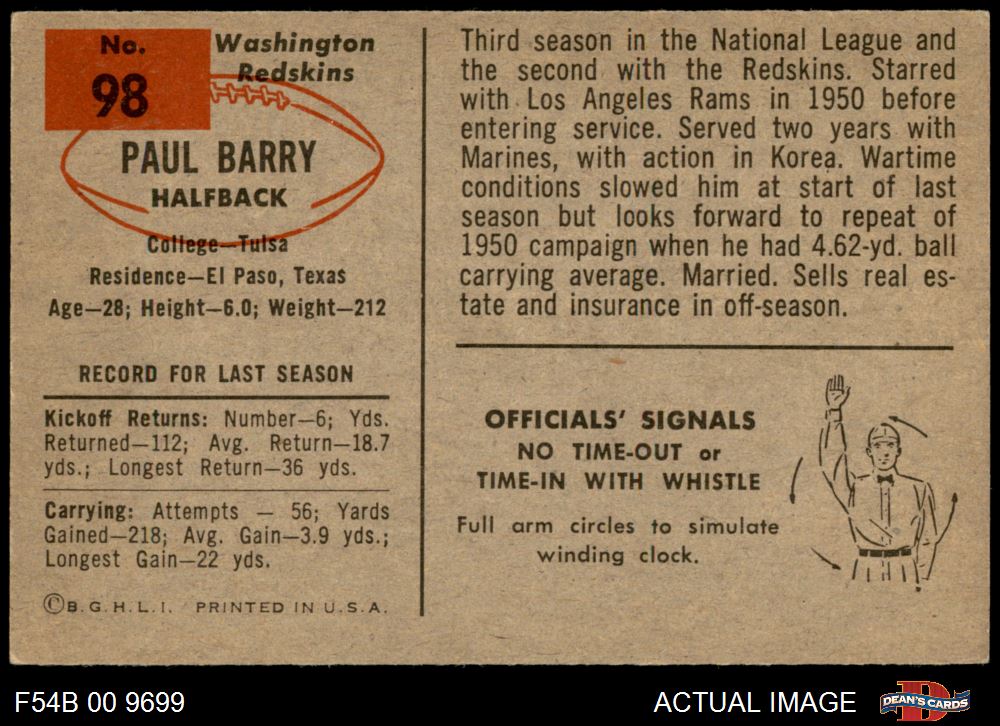 No.
98
Washington
Redskins
PAUL BARRY
HALFBACK
College—Tulsa
Residence—El Paso, Texas
Age—28; Height—6.0; Weight—212
RECORD FOR LAST SEASON
Kickoff Returns: Number—6; Yds.
Returned—112; Avg. Return—18.7
yds.; Longest Return—36 yds.
Carrying: Attempts — 56; Yards
Gained—218; Avg. Gain—3.9 yds.;
Longest Gain—22 yds.
©B.G.H.L.I. PRINTED IN U.S.A.
Third season in the National League and
the second with the Redskins. Starred
with Los Angeles Rams in 1950 before
entering service. Served two years with
Marines, with action in Korea. Wartime
conditions slowed him at start of last
season but looks forward to repeat of
1950 campaign when he had 4.62-yd. ball
carrying average. Married. Sells real es-
tate and insurance in off-season.
OFFICIALS' SIGNALS
NO TIME-OUT or
TIME-IN WITH WHISTLE
Full arm circles to simulate
winding clock.
F54B 00 9699
ACTUAL IMAGE
D
DEAN'S CARDS